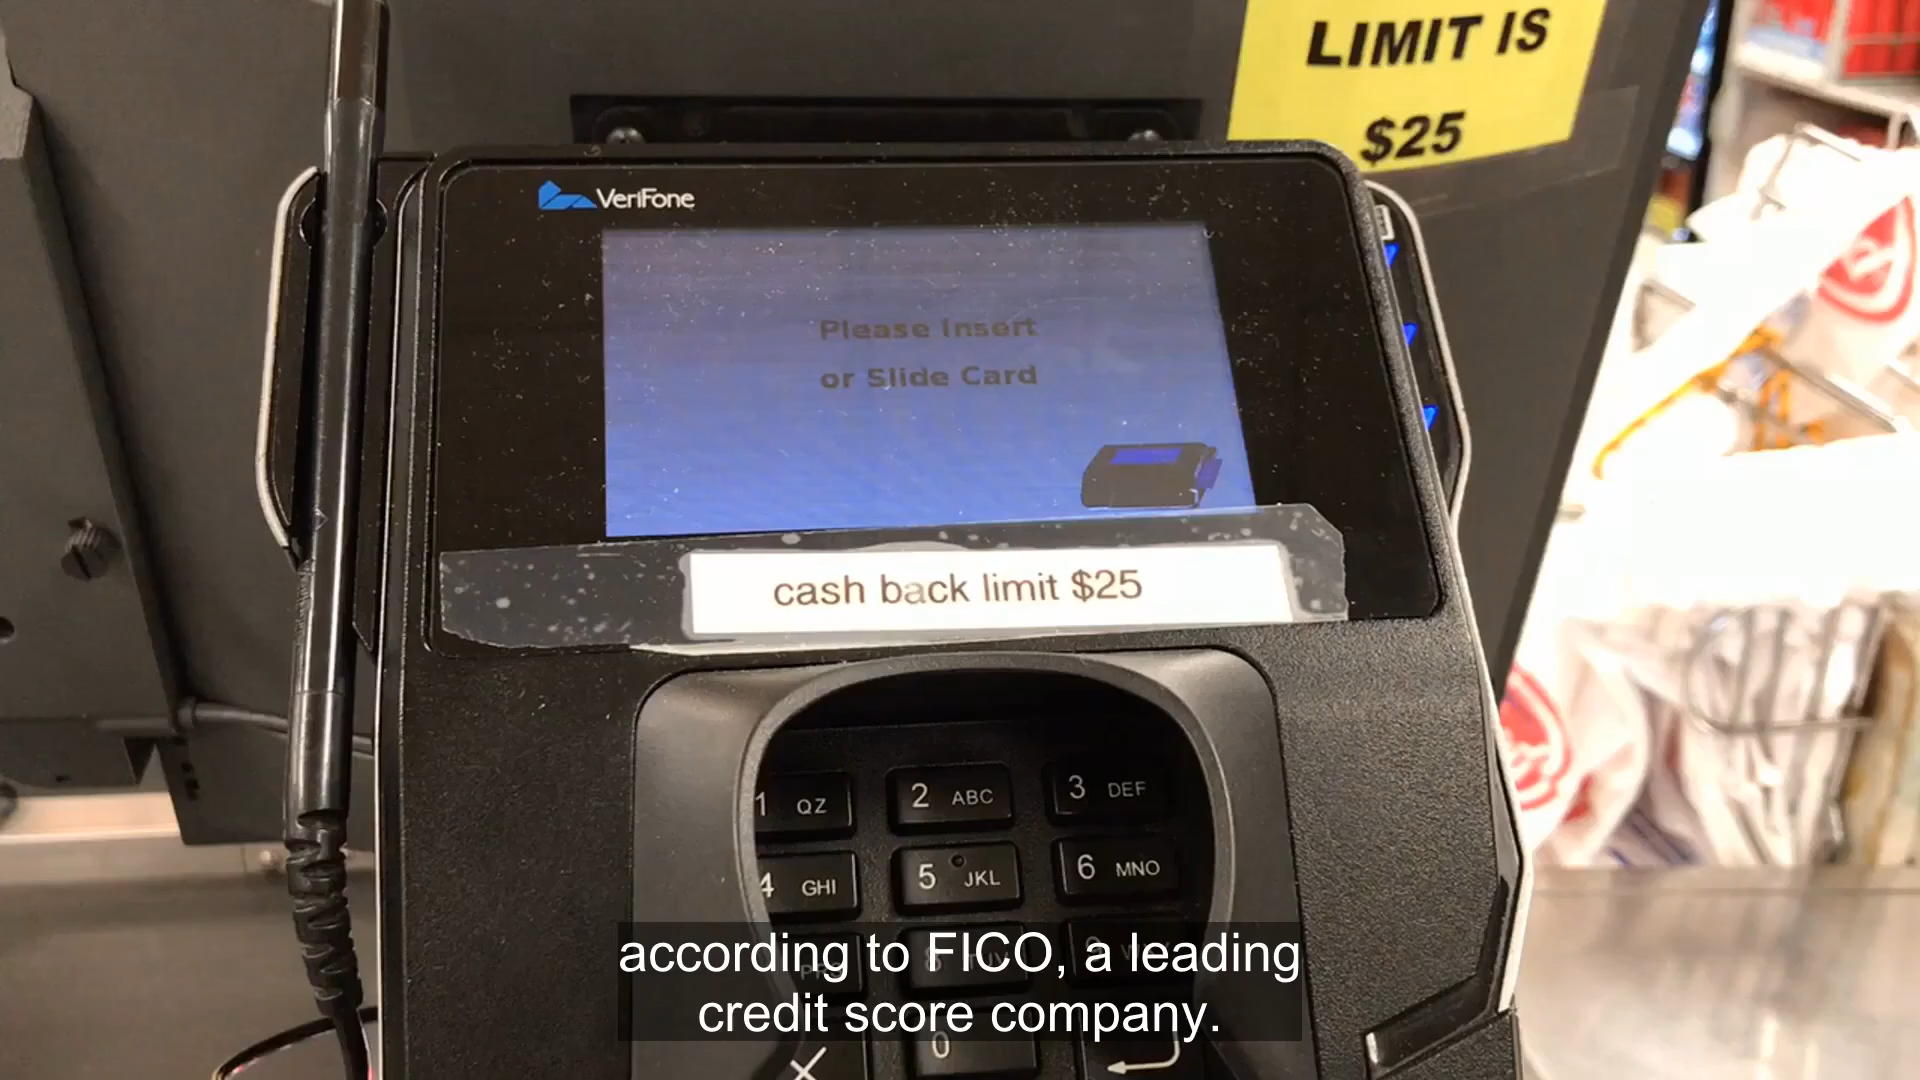 LIMIT IS
$25
VeriFone
Please Insert
or Slide Card
cash back limit $25
1 QZ 2 ABC 3 DEF
4 GHI 5 JKL 6 MNO
8
0
according to FICO, a leading
credit score company.